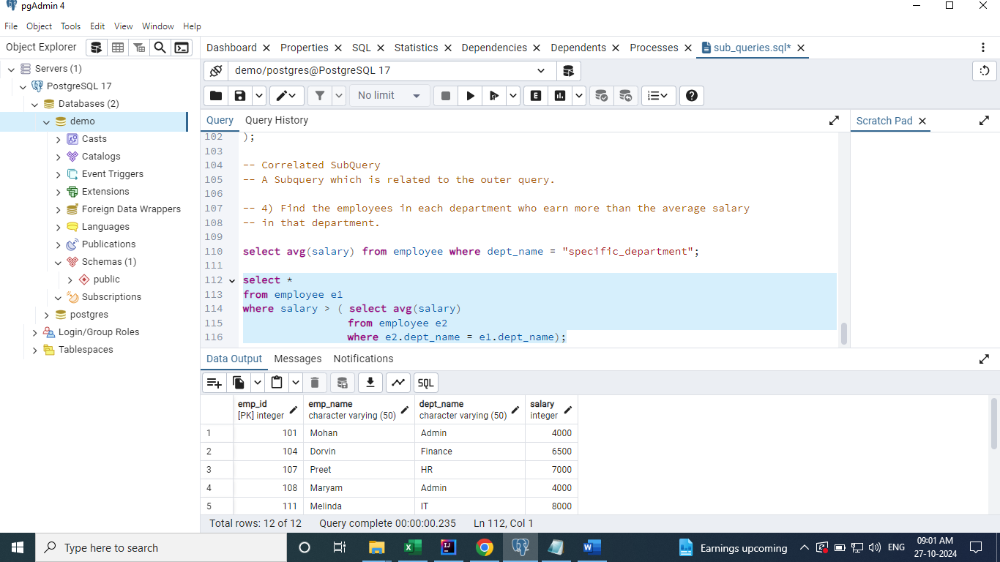 pgAdmin 4
File Object Tools Edit View Window Help
Object Explorer
Dashboard Properties SQL Statistics Dependencies Dependents Processes sub_queries.sql*
Servers (1)
PostgreSQL 17
Databases (2)
demo
Casts
Catalogs
Event Triggers
Extensions
Foreign Data Wrappers
Languages
Publications
Schemas (1)
public
Subscriptions
postgres
Login/Group Roles
Tablespaces
demo/postgres@PostgreSQL 17
No limit
E
Query Query History
Scratch Pad
102 );
103
104 -- Correlated SubQuery
105 -- A Subquery which is related to the outer query.
106
107 -- 4) Find the employees in each department who earn more than the average salary
108 -- in that department.
109
110 select avg(salary) from employee where dept_name = "specific_department";
111
112 select *
113 from employee e1
114 where salary > ( select avg(salary)
115 from employee e2
116 where e2.dept_name = e1.dept_name);
Data Output Messages Notifications
SQL
emp_id emp_name dept_name salary
[PK] integer character varying (50) character varying (50) integer
1 101 Mohan Admin 4000
2 104 Dorvin Finance 6500
3 107 Preet HR 7000
4 108 Maryam Admin 4000
5 111 Melinda IT 8000
Total rows: 12 of 12 Query complete 00:00:00.235 Ln 112, Col 1
Type here to search
Earnings upcoming
ENG
09:01 AM
27-10-2024